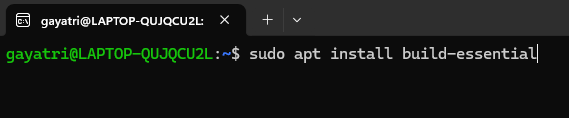 gayatri@LAPTOP-QUJQCU2L:
gayatri@LAPTOP-QUJQCU2L:~$ sudo apt install build-essential